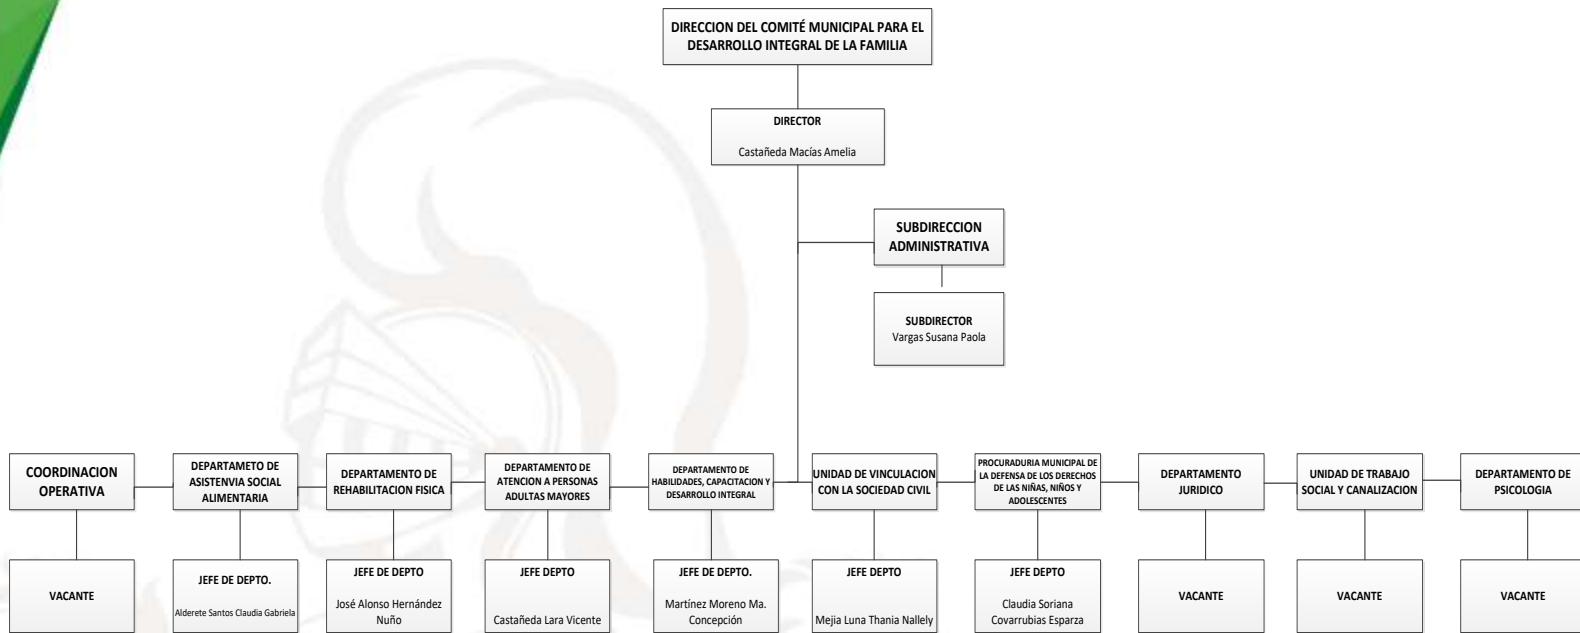 DIRECCION DEL COMITÉ MUNICIPAL PARA EL
DESARROLLO INTEGRAL DE LA FAMILIA
DIRECTOR
Castañeda Macías Amelia
SUBDIRECCION
ADMINISTRATIVA
SUBDIRECTOR
Vargas Susana Paola
COORDINACION
OPERATIVA
VACANTE
DEPARTAMETO DE
ASISTENVIA SOCIAL
ALIMENTARIA
JEFE DE DEPTO.
Alderete Santos Claudia Gabriela
DEPARTAMENTO DE
REHABILITACION FISICA
JEFE DE DEPTO
José Alonso Hernández
Nuño
DEPARTAMENTO DE
ATENCION A PERSONAS
ADULTAS MAYORES
JEFE DEPTO
Castañeda Lara Vicente
DEPARTAMENTO DE
HABILIDADES, CAPACITACION Y
DESARROLLO INTEGRAL
JEFE DE DEPTO.
Martínez Moreno Ma.
Concepción
UNIDAD DE VINCULACION
CON LA SOCIEDAD CIVIL
JEFE DEPTO
Mejia Luna Thania Nallely
PROCURADURIA MUNICIPAL DE
LA DEFENSA DE LOS DERECHOS
DE LAS NIÑAS, NIÑOS Y
ADOLESCENTES
JEFE DEPTO
Claudia Soriana
Covarrubias Esparza
DEPARTAMENTO
JURIDICO
VACANTE
UNIDAD DE TRABAJO
SOCIAL Y CANALIZACION
VACANTE
DEPARTAMENTO DE
PSICOLOGIA
VACANTE